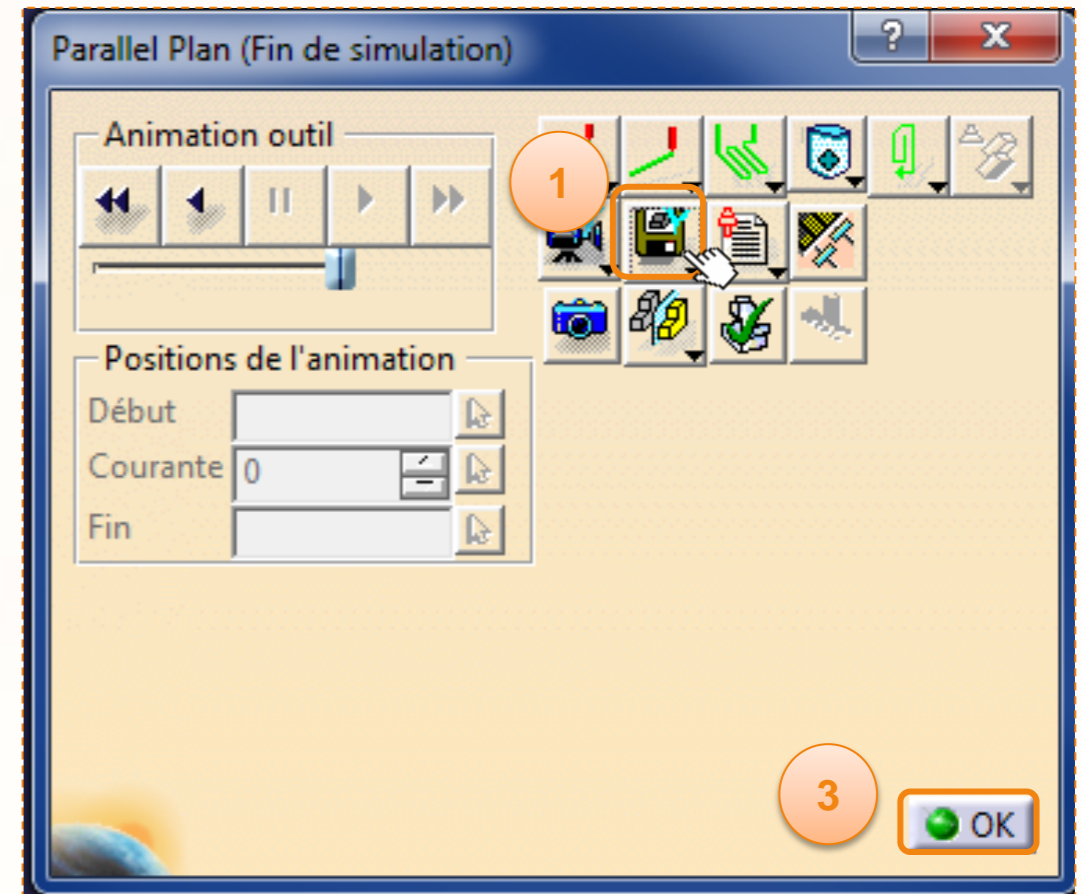 Parallel Plan (Fin de simulation)
?
Animation outil
1
Positions de l'animation
Début
Courante 0
Fin
3
OK